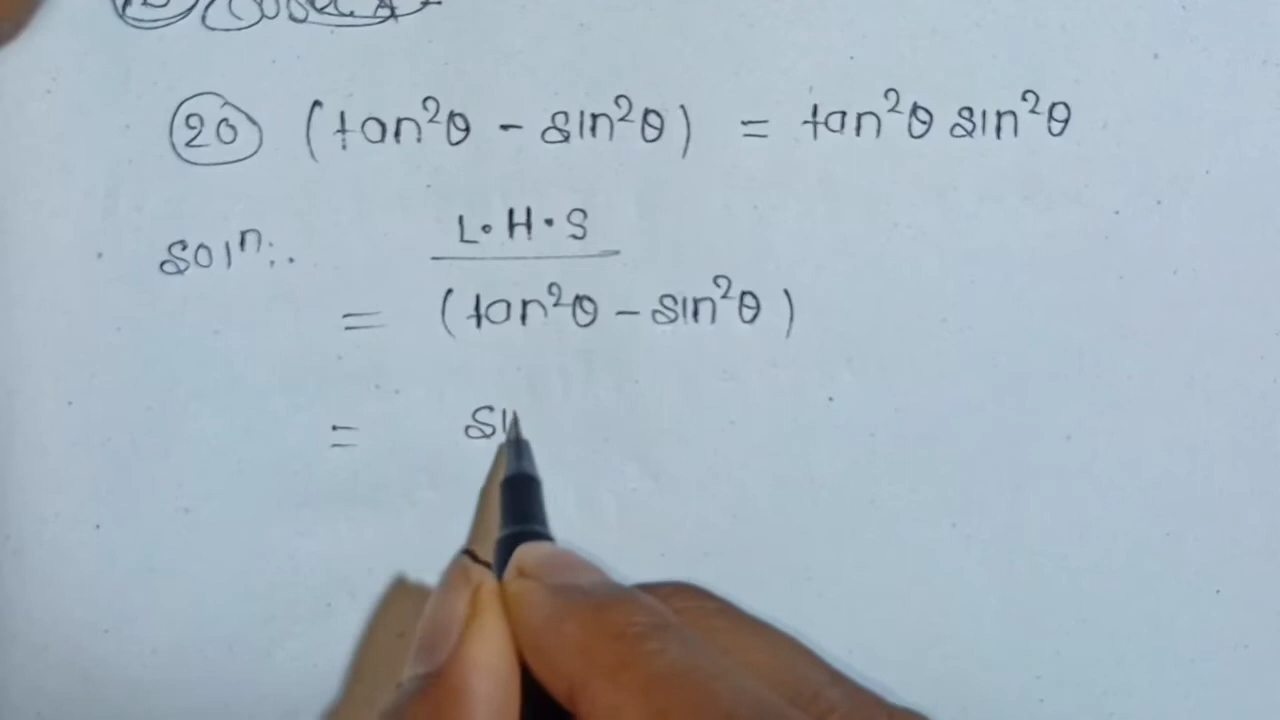 20 (tan²θ - sin²θ) = tan²θ sin²θ
Solⁿ:. L.H.S
= (tan²θ - sin²θ)
= si